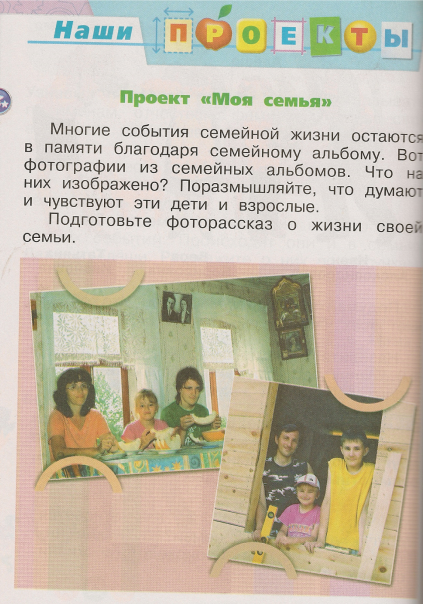 Наши ПРОЕКТЫ
Проект «Моя семья»
Многие события семейной жизни остаются
в памяти благодаря семейному альбому. Вот
фотографии из семейных альбомов. Что на
них изображено? Поразмышляйте, что думают
и чувствуют эти дети и взрослые.
Подготовьте фоторассказ о жизни своей
семьи.